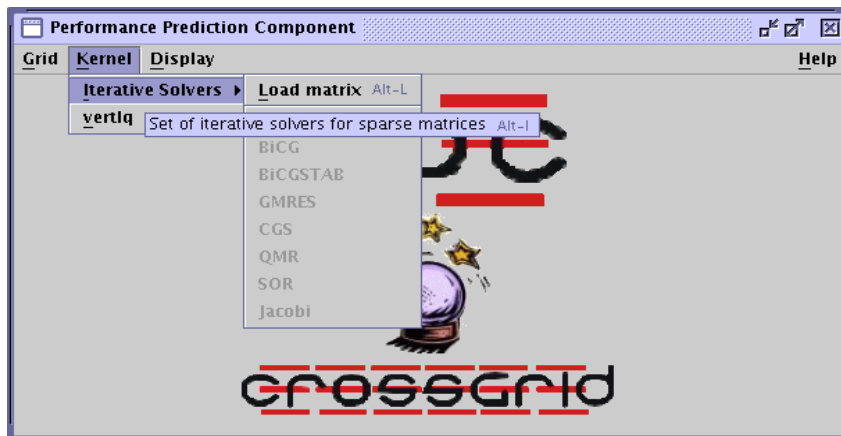 Performance Prediction Component
Grid Kernel Display Help
Iterative Solvers Load matrix Alt-L
vertlq Set of iterative solvers for sparse matrices Alt-I
BiCG
BiCGSTAB
GMRES
CGS
QMR
SOR
Jacobi
crossGrid